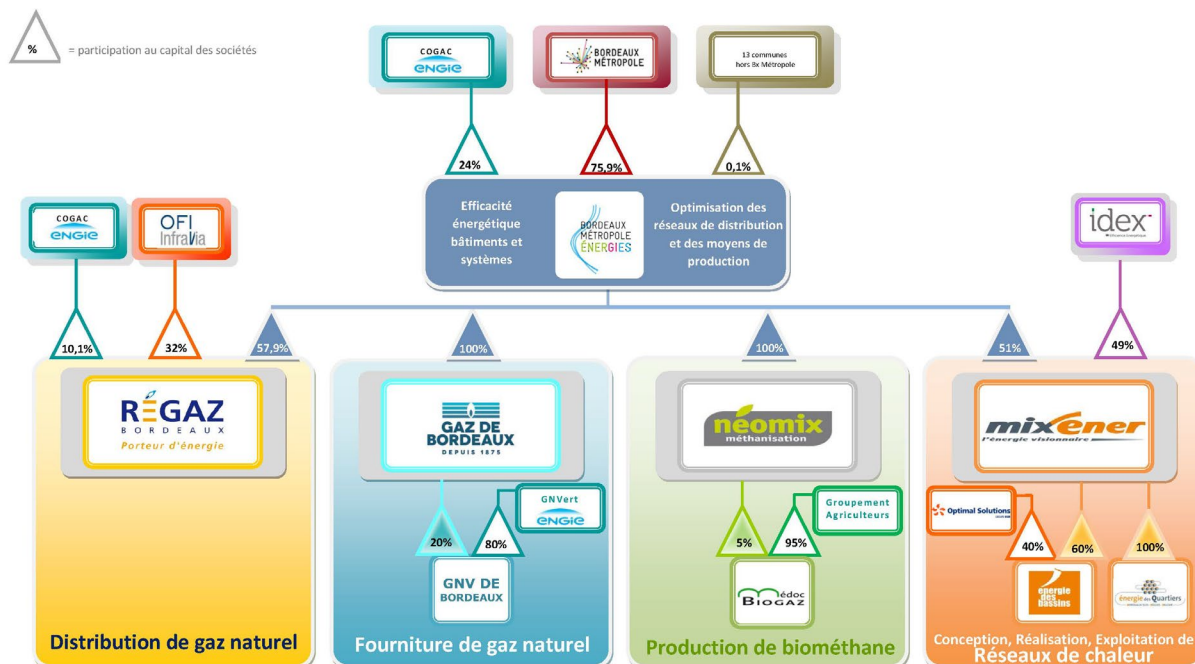 %
= participation au capital des sociétés
COGAC
ENGIE
BORDEAUX
MÉTROPOLE
13 communes
hors Bx Métropole
24%
75,9%
0,1%
Efficacité
énergétique
bâtiments et
systèmes
BORDEAUX
MÉTROPOLE
ÉNERGIES
Optimisation des
réseaux de distribution
et des moyens de
production
COGAC
ENGIE
OFI
InfraVia
idex
10,1%
32%
57,9%
100%
100%
51%
49%
RÉGAZ
BORDEAUX
Porteur d'énergie
GAZ DE
BORDEAUX
DEPUIS 1875
néomix
méthanisation
mixéner
l'énergie visionnaire
GNVert
ENGIE
Groupement
Agriculteurs
Optimal Solutions
20%
80%
5%
95%
40%
60%
100%
GNV DE
BORDEAUX
Médoc
BIOGAZ
énergie
des
bassins
énergie des Quartiers
Distribution de gaz naturel
Fourniture de gaz naturel
Production de biométhane
Conception, Réalisation, Exploitation de
Réseaux de chaleur